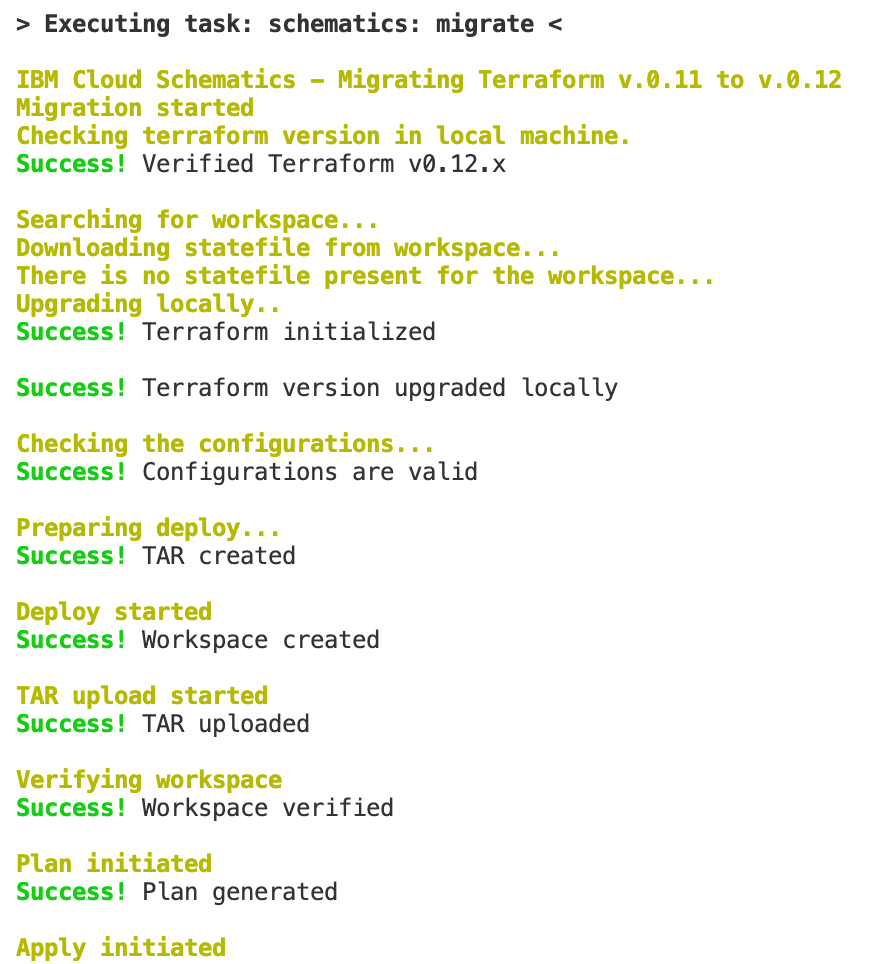 > Executing task: schematics: migrate <
IBM Cloud Schematics – Migrating Terraform v.0.11 to v.0.12
Migration started
Checking terraform version in local machine.
Success! Verified Terraform v0.12.x
Searching for workspace...
Downloading statefile from workspace...
There is no statefile present for the workspace...
Upgrading locally..
Success! Terraform initialized
Success! Terraform version upgraded locally
Checking the configurations...
Success! Configurations are valid
Preparing deploy...
Success! TAR created
Deploy started
Success! Workspace created
TAR upload started
Success! TAR uploaded
Verifying workspace
Success! Workspace verified
Plan initiated
Success! Plan generated
Apply initiated